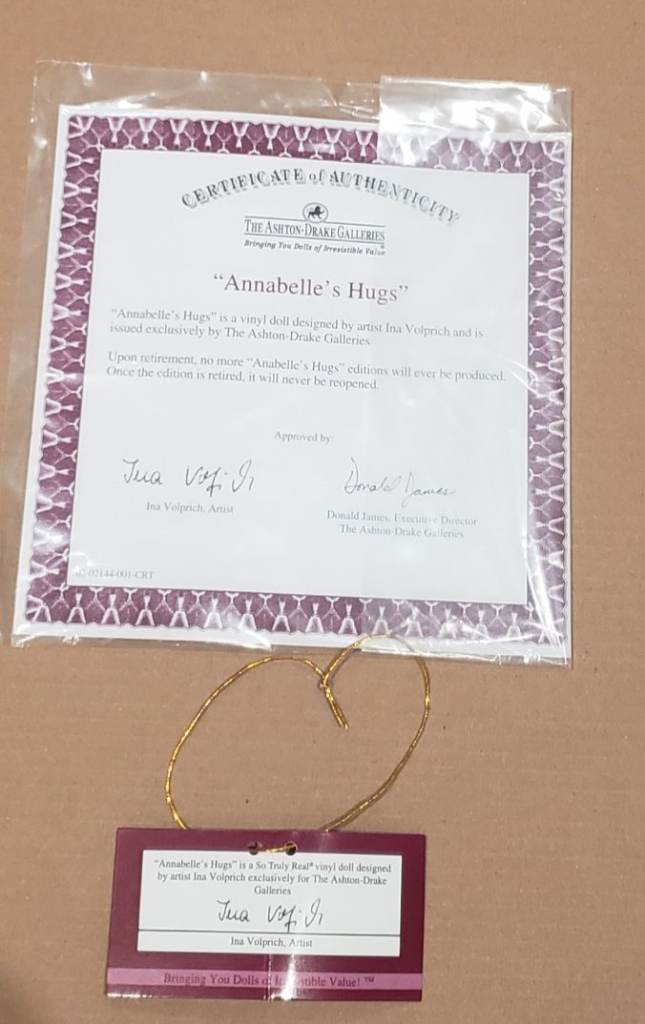 CERTIFICATE of AUTHENTICITY
THE ASHTON-DRAKE GALLERIES
Bringing You Dolls of Irresistible Value
“Annabelle’s Hugs”
“Annabelle’s Hugs” is a vinyl doll designed by artist Ina Volprich and is
issued exclusively by The Ashton-Drake Galleries
Upon retirement, no more “Anabelle’s Hugs” editions will ever be produced.
Once the edition is retired, it will never be reopened.
Approved by:
Donald James
Ina Volprich, Artist
Donald James, Executive Director
The Ashton-Drake Galleries
02144-001-CRT
“Annabelle’s Hugs” is a So Truly Real® vinyl doll designed
by artist Ina Volprich exclusively for The Ashton-Drake
Galleries
Ina Volprich, Artist
Bringing You Dolls of Value! ™